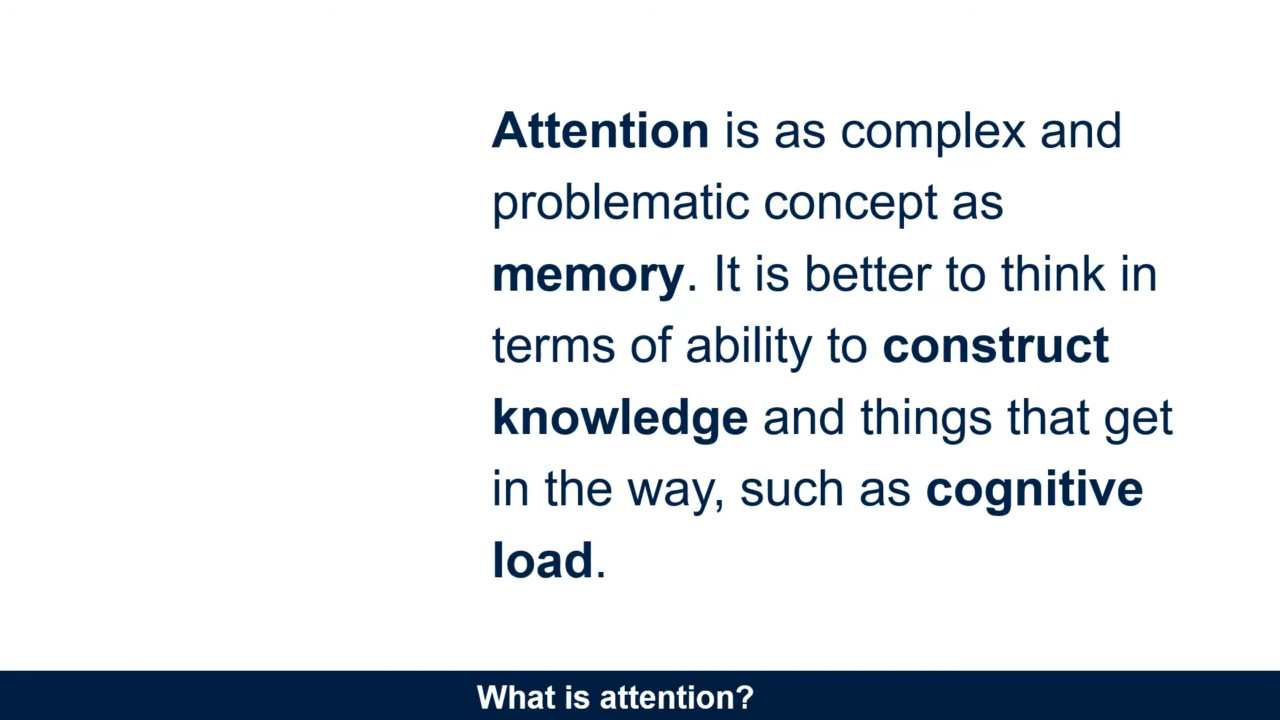 Attention is as complex and
problematic concept as
memory. It is better to think in
terms of ability to construct
knowledge and things that get
in the way, such as cognitive
load.
What is attention?